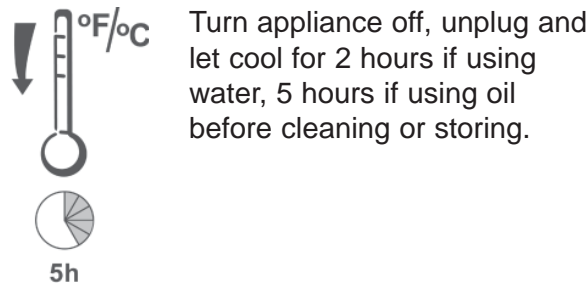 °F/°C
Turn appliance off, unplug and
let cool for 2 hours if using
water, 5 hours if using oil
before cleaning or storing.
5h